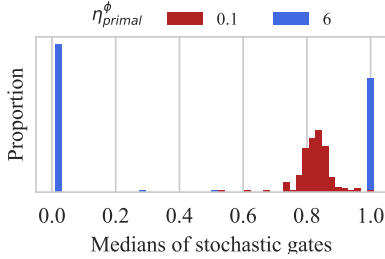 η^ϕ_primal 0.1 6
Proportion
0.0 0.2 0.4 0.6 0.8 1.0
Medians of stochastic gates